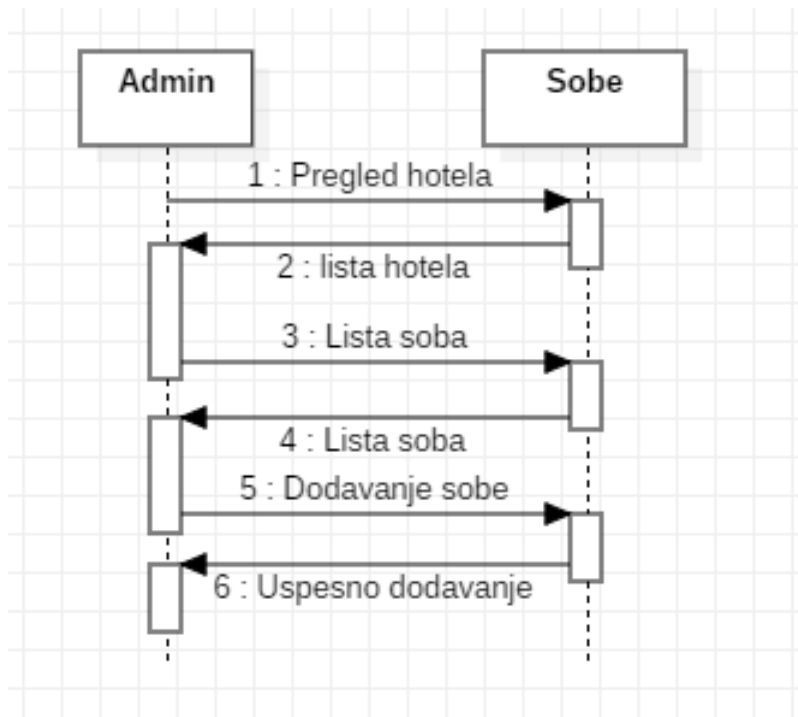 Admin
Sobe
1 : Pregled hotela
2 : lista hotela
3 : Lista soba
4 : Lista soba
5 : Dodavanje sobe
6 : Uspesno dodavanje